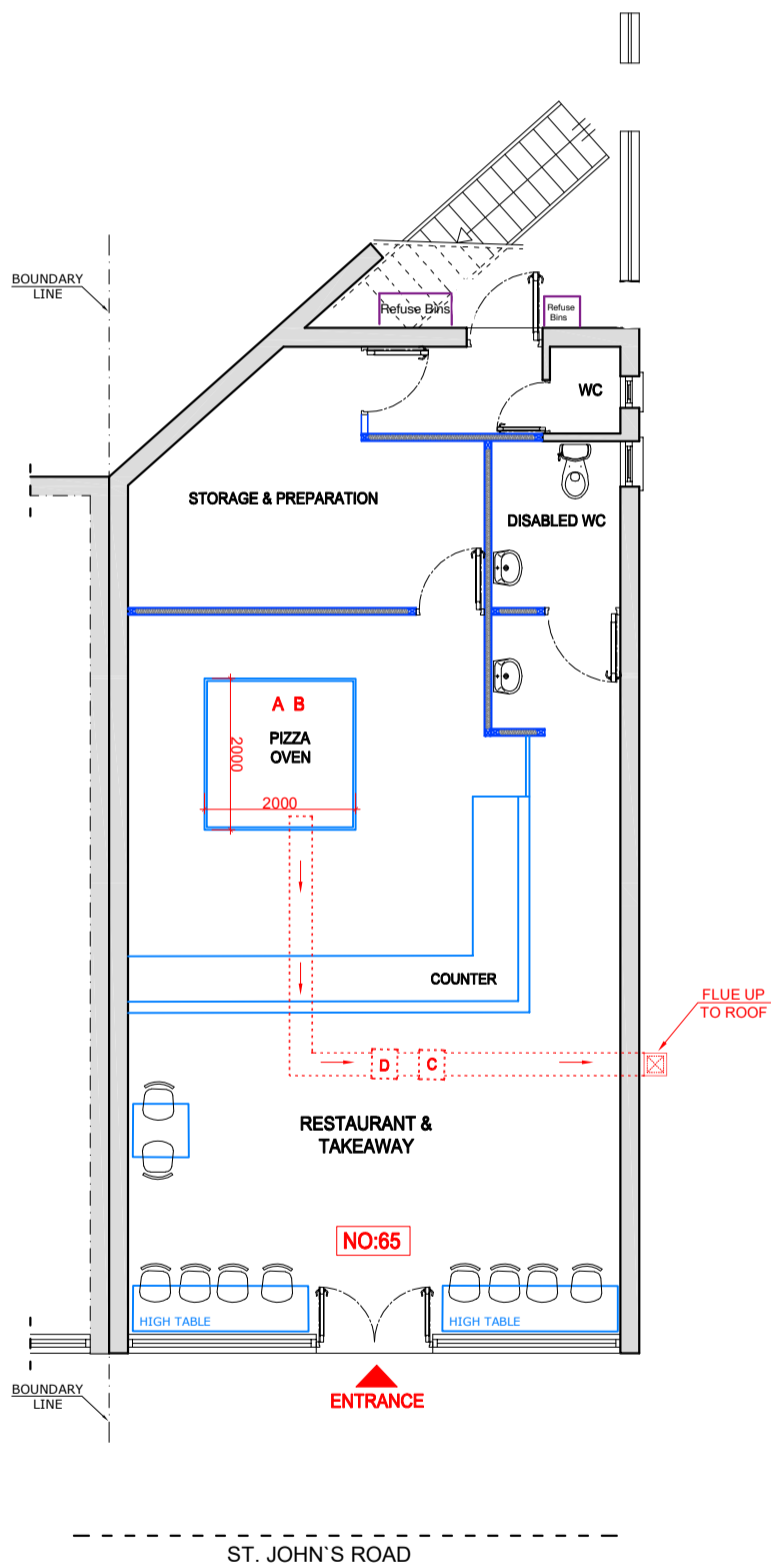 BOUNDARY
LINE
Refuse Bins
Refuse
Bins
WC
STORAGE & PREPARATION
DISABLED WC
A B
PIZZA
OVEN
2000
2000
COUNTER
FLUE UP
TO ROOF
D
C
RESTAURANT &
TAKEAWAY
NO:65
HIGH TABLE
HIGH TABLE
BOUNDARY
LINE
ENTRANCE
ST. JOHN`S ROAD